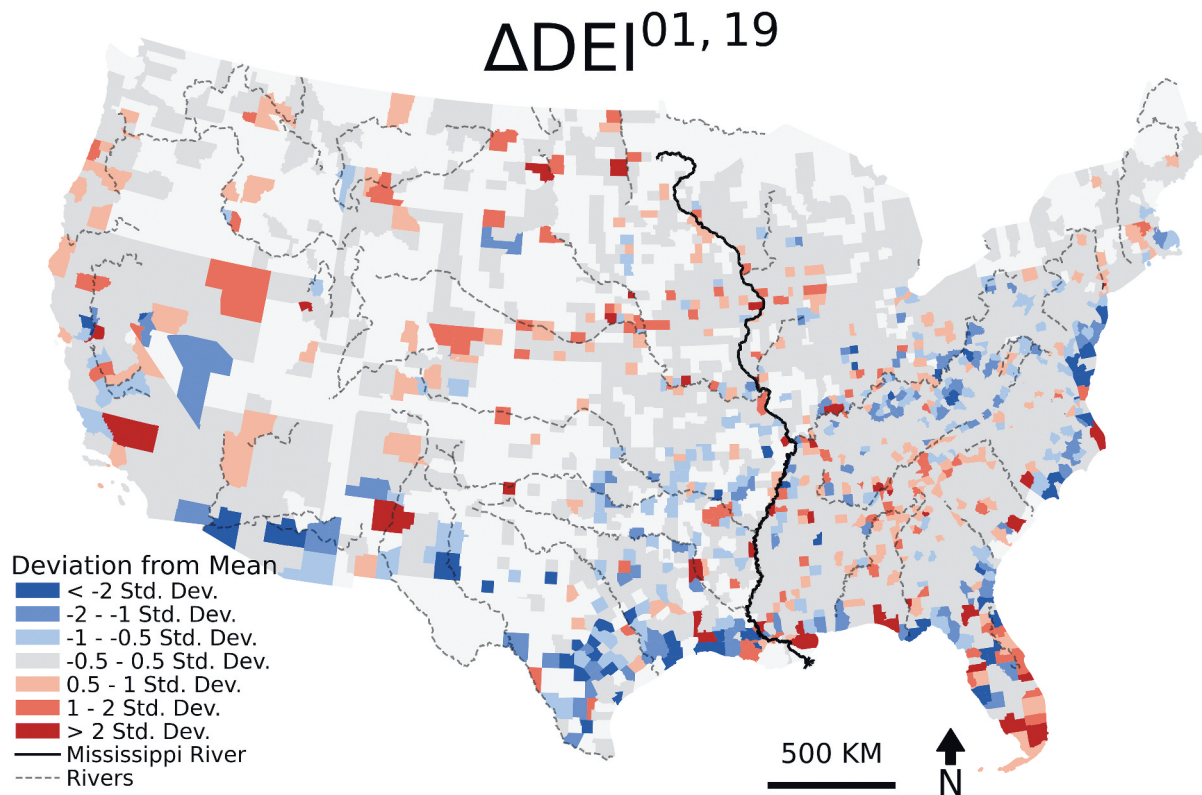 ΔDEI01, 19
Deviation from Mean
< -2 Std. Dev.
-2 - -1 Std. Dev.
-1 - -0.5 Std. Dev.
-0.5 - 0.5 Std. Dev.
0.5 - 1 Std. Dev.
1 - 2 Std. Dev.
> 2 Std. Dev.
Mississippi River
Rivers
500 KM
N